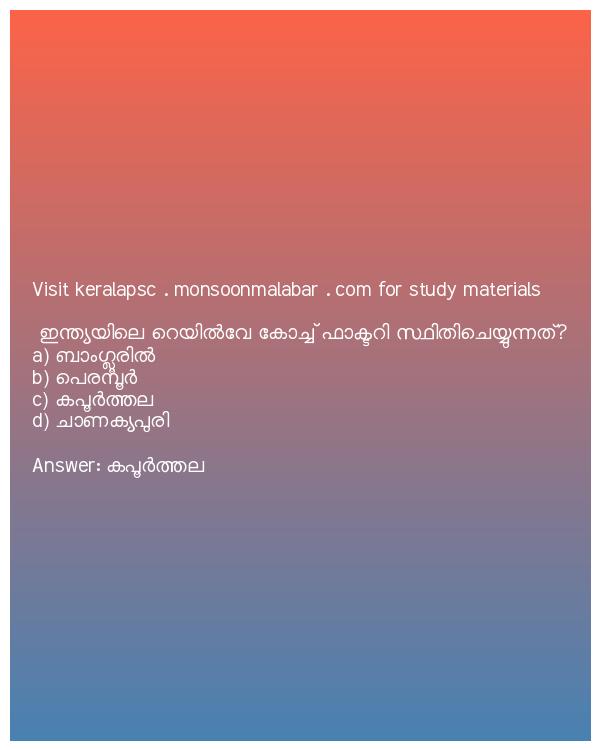 Visit keralapsc . monsoonmalabar . com for study materials
ഇന്ത്യയിലെ റെയിൽവേ കോച്ച് ഫാക്ടറി സ്ഥിതിചെയ്യുന്നത്?
a) ബാംഗ്ലൂരിൽ
b) പെരമ്പൂർ
c) കപൂർത്തല
d) ചാണക്യപുരി
Answer: കപൂർത്തല